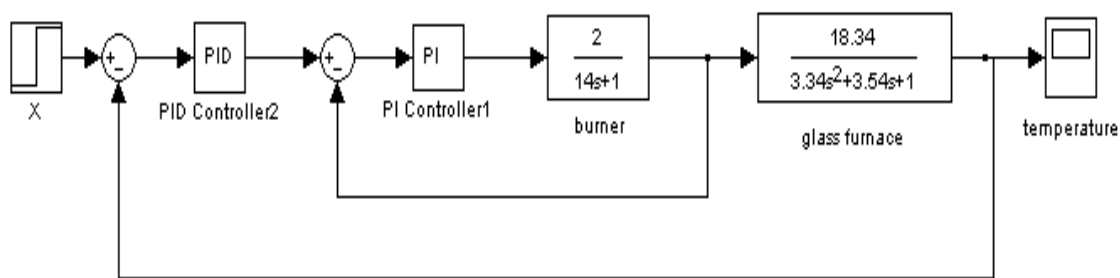 X
+
−
PID
PID Controller2
+
−
PI
PI Controller1
2
14s+1
burner
18.34
3.34s²+3.54s+1
glass furnace
temperature